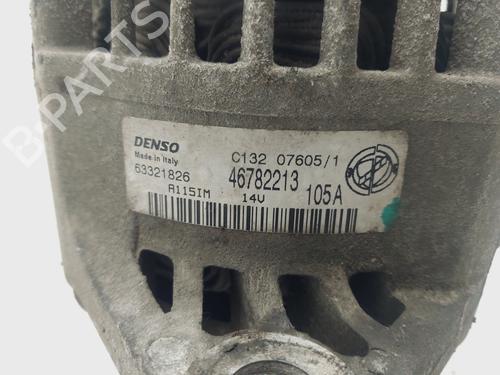 B-PARTS
DENSO
Made in Italy
C132 07605/1
63321826
46782213
105A
A115IM
14V